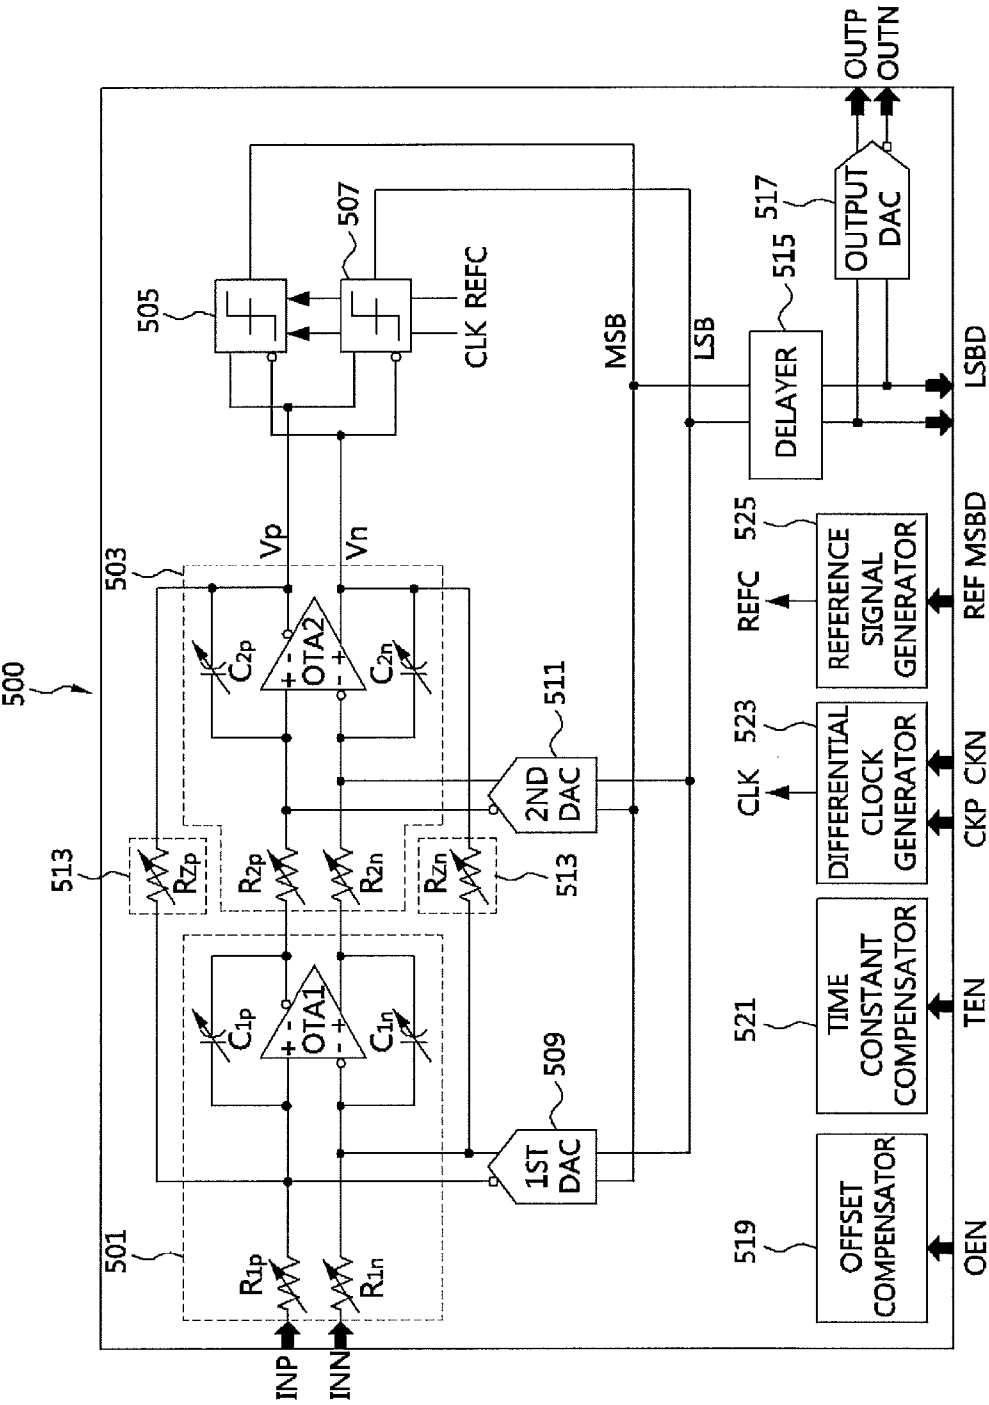 500
501
503
505
507
513
RZp
C1p
C2p
R1p
R2p
INP
INN
R1n
R2n
+ -
OTA1
- +
+ -
OTA2
- +
Vp
Vn
C1n
C2n
RZn
513
CLK
REFC
509
1ST
DAC
511
2ND
DAC
MSB
LSB
515
DELAYER
517
OUTPUT
DAC
OUTP
OUTN
519
OFFSET
COMPENSATOR
OEN
521
TIME
CONSTANT
COMPENSATOR
TEN
CLK
523
DIFFERENTIAL
CLOCK
GENERATOR
CKP CKN
REFC
525
REFERENCE
SIGNAL
GENERATOR
REF MSBD
LSBD